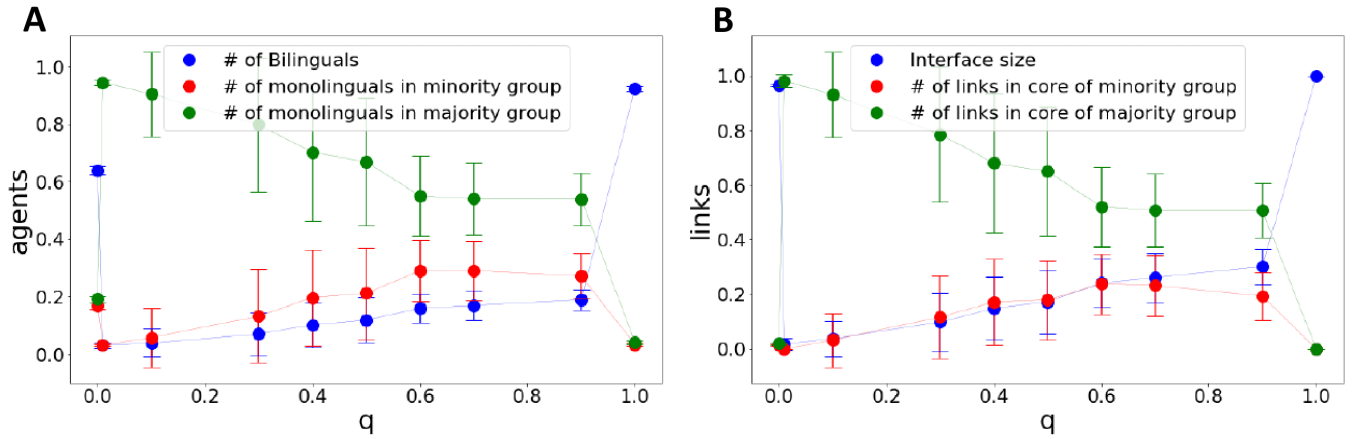 A
# of Bilinguals
# of monolinguals in minority group
# of monolinguals in majority group
agents
1.0
0.8
0.6
0.4
0.2
0.0
0.0 0.2 0.4 0.6 0.8 1.0
q
B
Interface size
# of links in core of minority group
# of links in core of majority group
links
1.0
0.8
0.6
0.4
0.2
0.0
0.0 0.2 0.4 0.6 0.8 1.0
q